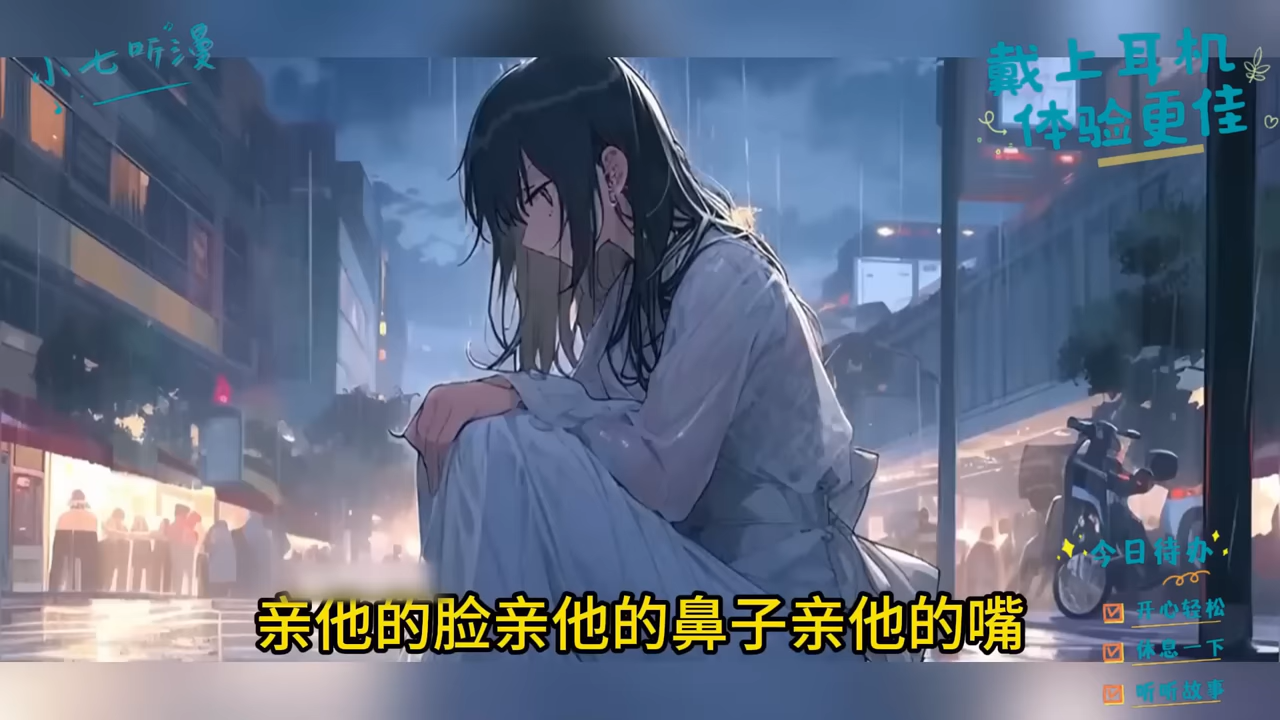 小七听漫
戴上耳机
体验更佳
今日待办
开心轻松
休息一下
听听故事
亲他的脸亲他的鼻子亲他的嘴